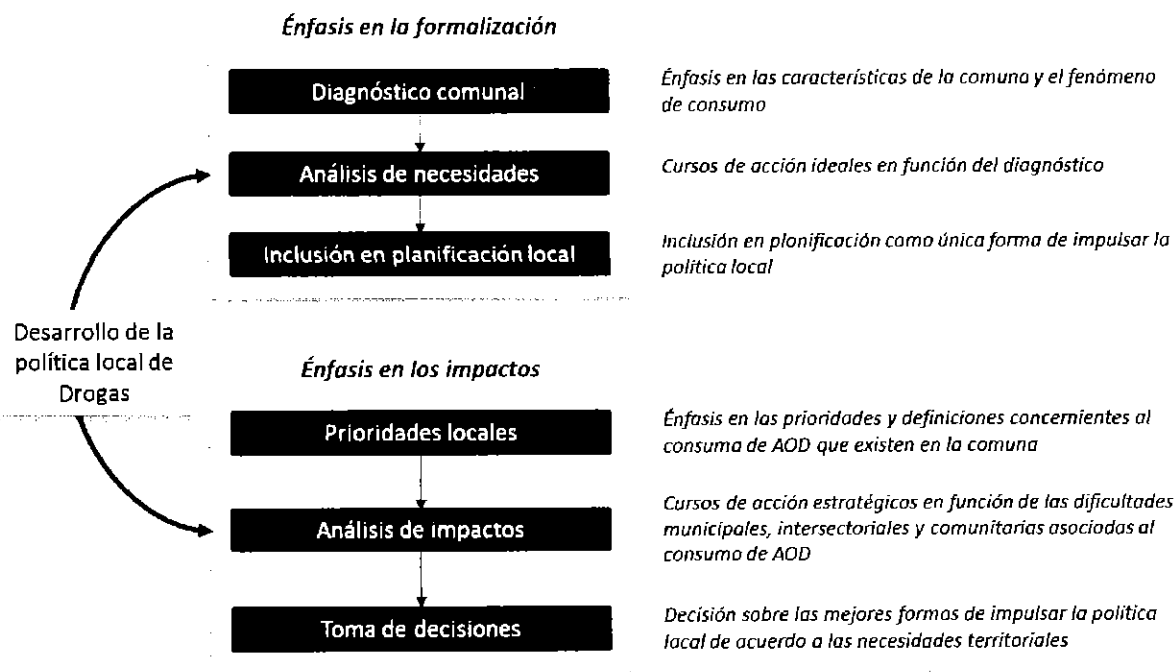 Énfasis en la formalización
Diagnóstico comunal
Énfasis en las características de la comuna y el fenómeno
de consumo
Análisis de necesidades
Cursos de acción ideales en función del diagnóstico
Inclusión en planificación local
Inclusión en planificación como única forma de impulsar la
política local
Desarrollo de la
política local de
Drogas
Énfasis en los impactos
Prioridades locales
Énfasis en las prioridades y definiciones concernientes al
consumo de AOD que existen en la comuna
Análisis de impactos
Cursos de acción estratégicos en función de las dificultades
municipales, intersectoriales y comunitarias asociadas al
consumo de AOD
Toma de decisiones
Decisión sobre las mejores formas de impulsar la política
local de acuerdo a las necesidades territoriales